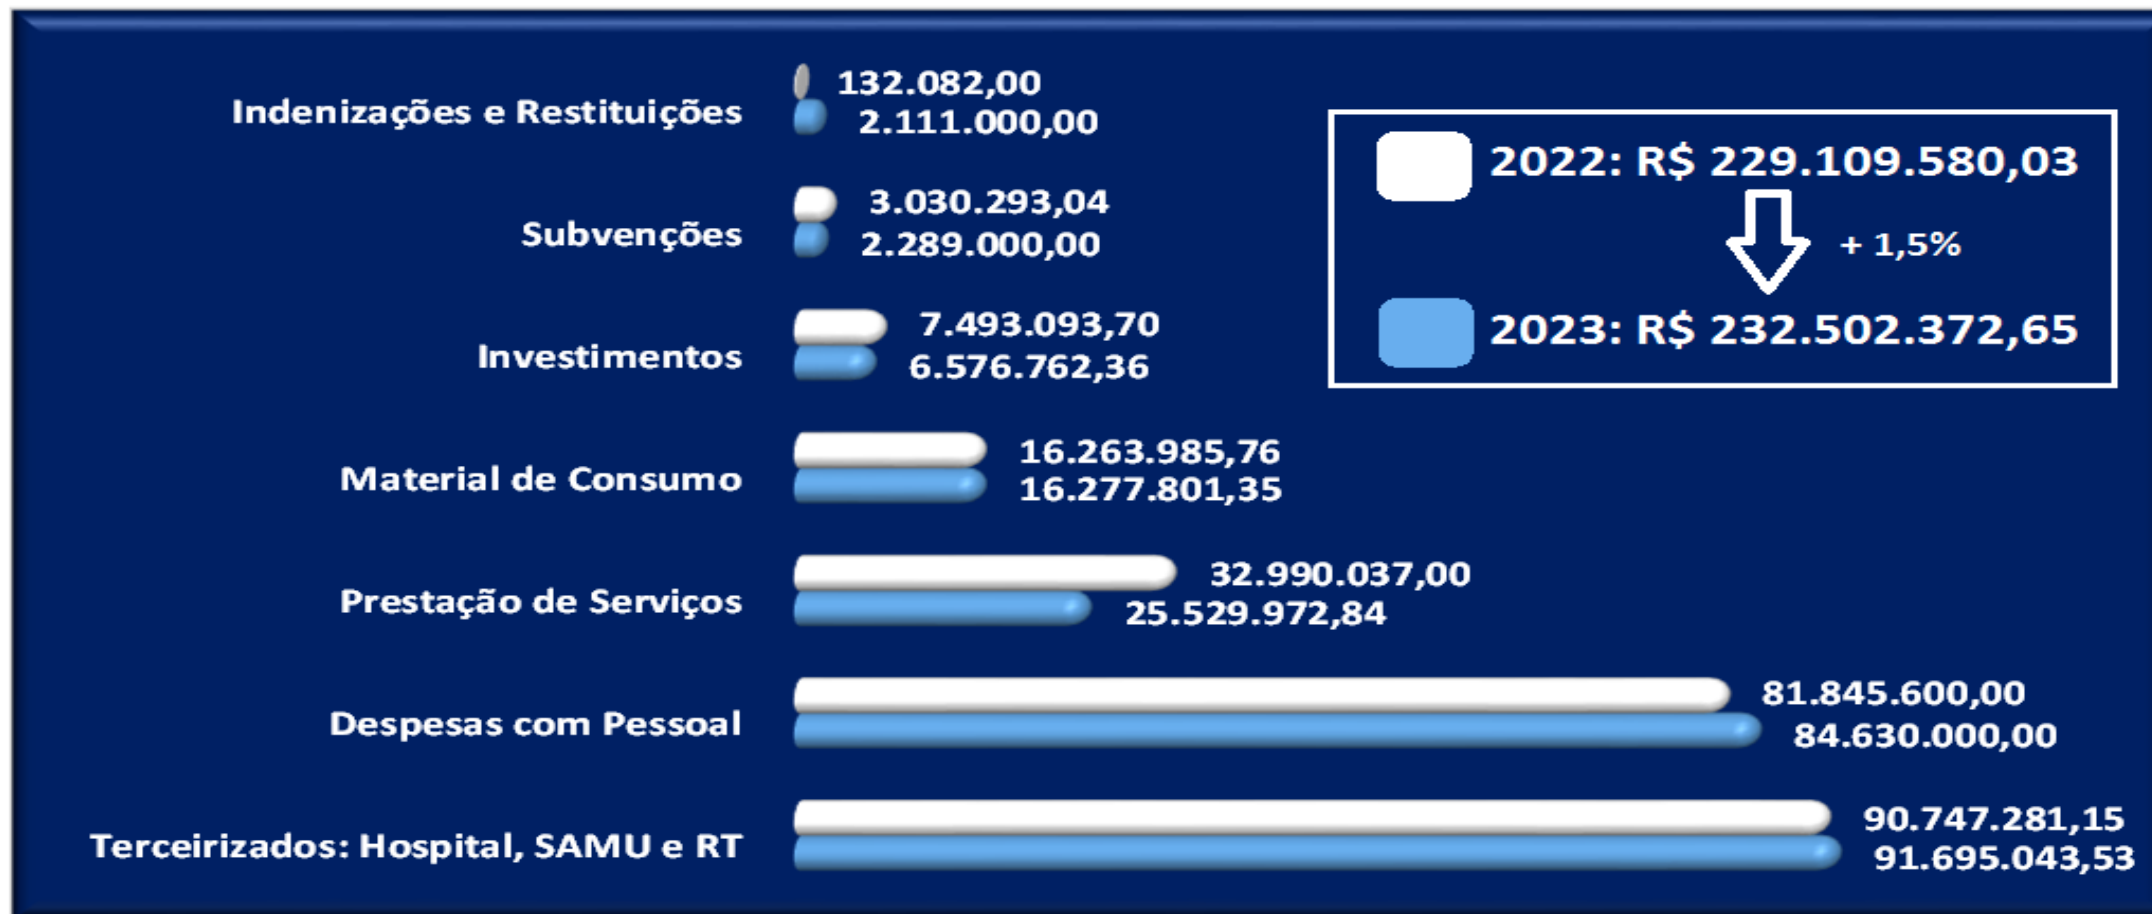 132.082,00
Indenizações e Restituições
2.111.000,00
3.030.293,04
Subvenções
2.289.000,00
7.493.093,70
Investimentos
6.576.762,36
16.263.985,76
Material de Consumo
16.277.801,35
32.990.037,00
Prestação de Serviços
25.529.972,84
81.845.600,00
Despesas com Pessoal
84.630.000,00
90.747.281,15
Terceirizados: Hospital, SAMU e RT
91.695.043,53
2022: R$ 229.109.580,03
+ 1,5%
2023: R$ 232.502.372,65